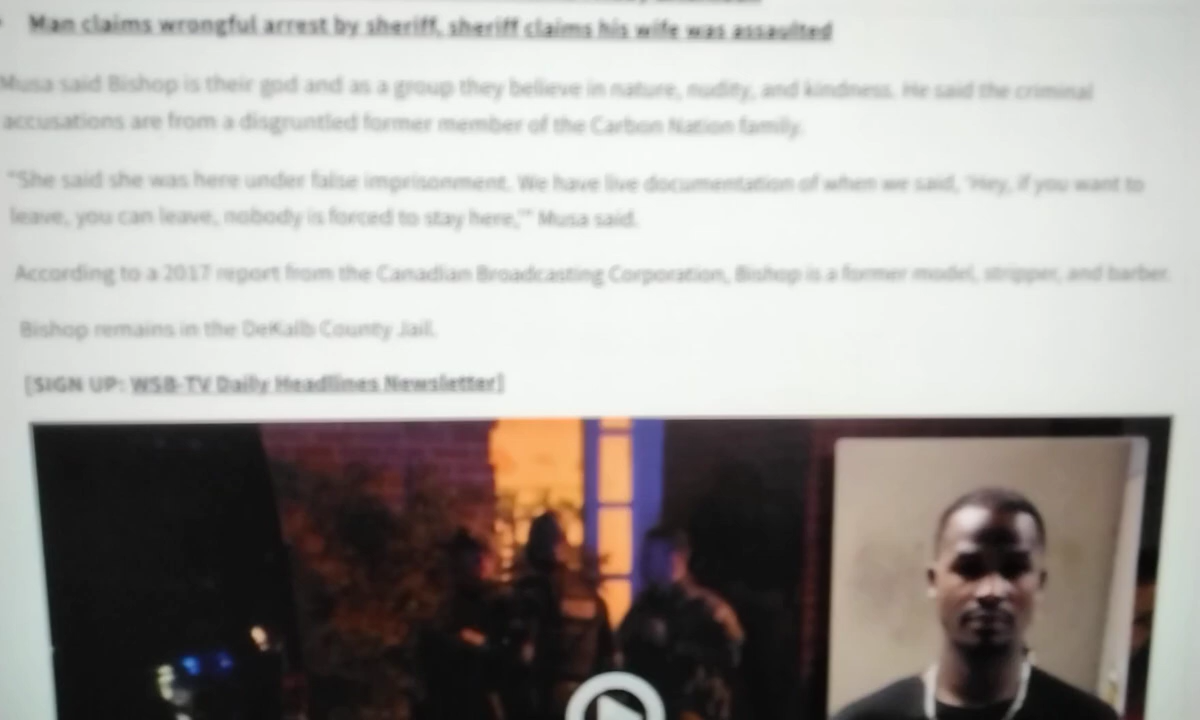 Man claims wrongful arrest by sheriff, sheriff claims his wife was assaulted
Musa said Bishop is their god and as a group they believe in nature, nudity, and kindness. He said the criminal
accusations are from a disgruntled former member of the Carbon Nation family.
"She said she was here under false imprisonment. We have live documentation of when we said, 'Hey, if you want to
leave, you can leave, nobody is forced to stay here,'" Musa said.
According to a 2017 report from the Canadian Broadcasting Corporation, Bishop is a former model, stripper, and barber.
Bishop remains in the DeKalb County Jail.
[SIGN UP: WSB-TV Daily Headlines Newsletter]